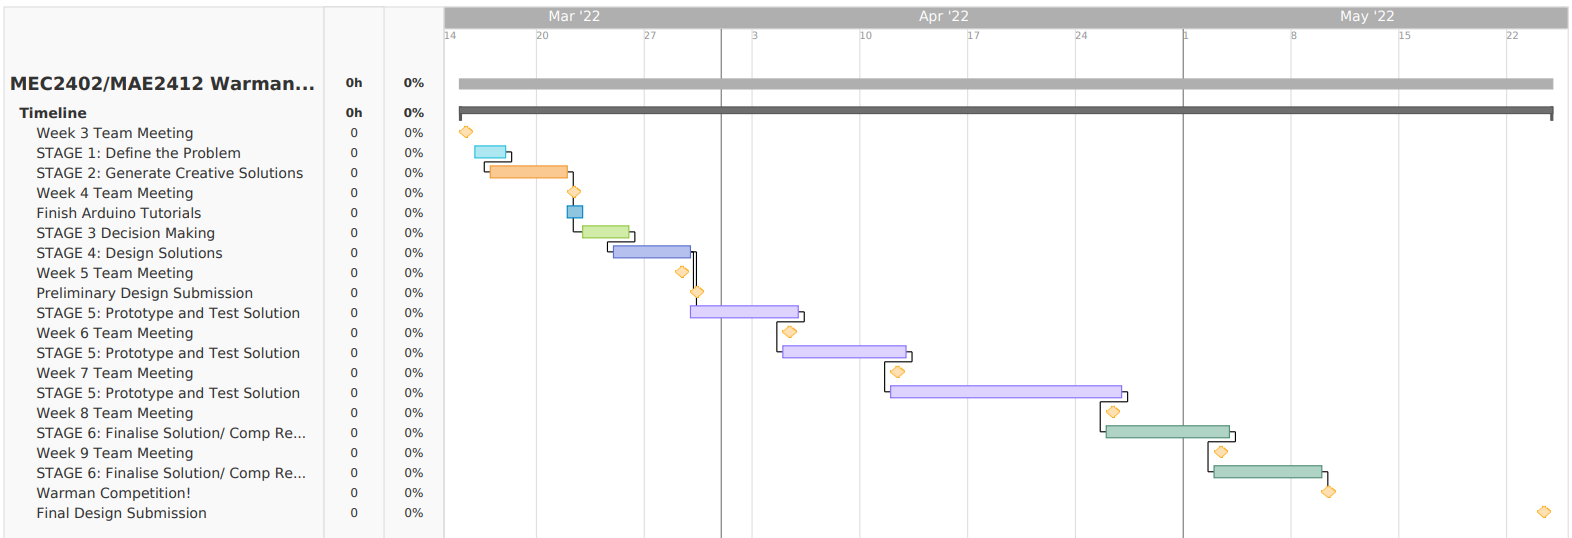 Mar '22 Apr '22 May '22
14 20 27 3 10 17 24 1 8 15 22
MEC2402/MAE2412 Warman... 0h 0%
Timeline 0h 0%
Week 3 Team Meeting 0 0%
STAGE 1: Define the Problem 0 0%
STAGE 2: Generate Creative Solutions 0 0%
Week 4 Team Meeting 0 0%
Finish Arduino Tutorials 0 0%
STAGE 3 Decision Making 0 0%
STAGE 4: Design Solutions 0 0%
Week 5 Team Meeting 0 0%
Preliminary Design Submission 0 0%
STAGE 5: Prototype and Test Solution 0 0%
Week 6 Team Meeting 0 0%
STAGE 5: Prototype and Test Solution 0 0%
Week 7 Team Meeting 0 0%
STAGE 5: Prototype and Test Solution 0 0%
Week 8 Team Meeting 0 0%
STAGE 6: Finalise Solution/ Comp Re... 0 0%
Week 9 Team Meeting 0 0%
STAGE 6: Finalise Solution/ Comp Re... 0 0%
Warman Competition! 0 0%
Final Design Submission 0 0%